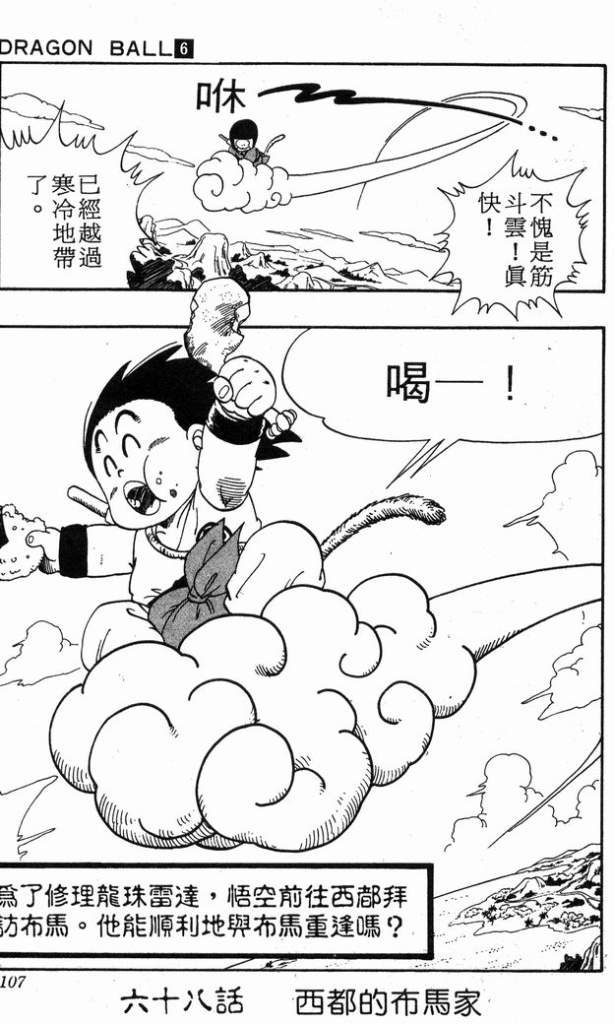 DRAGON BALL 6
咻
不愧是筋
斗雲！眞
快！
已經越過
寒冷地帶
了。
喝─！
爲了修理龍珠雷達，悟空前往西都拜
訪布馬。他能順利地與布馬重逢嗎？
107
六十八話 西都的布馬家